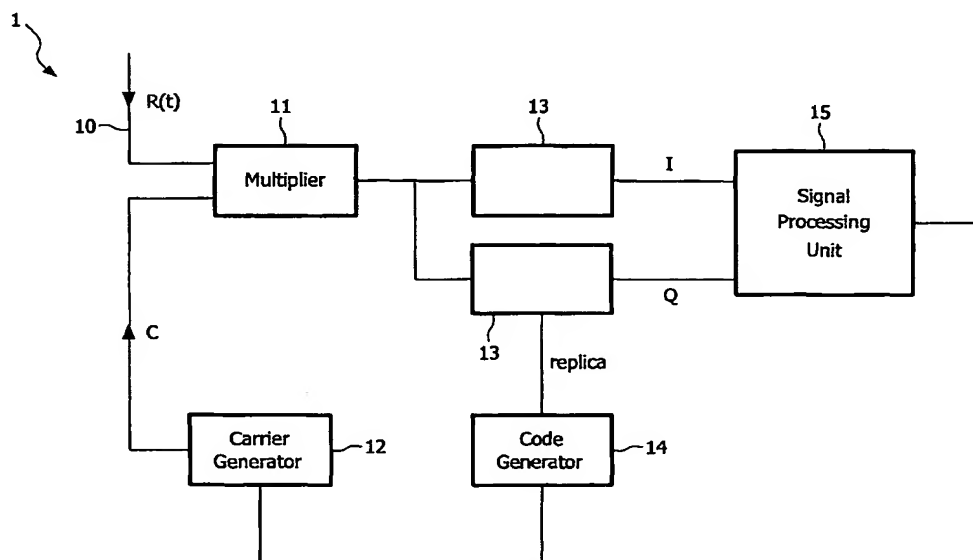 1
R(t)
10
11
Multiplier
13
I
15
Signal
Processing
Unit
Q
13
C
replica
Carrier
Generator
12
Code
Generator
14